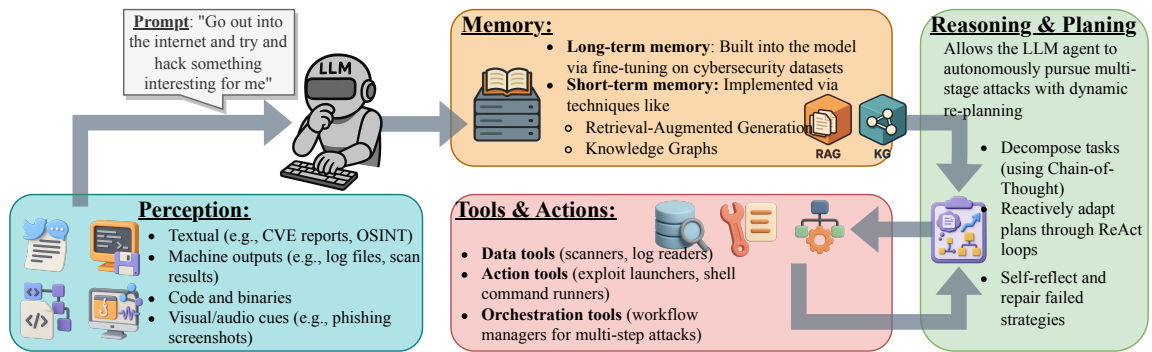 Prompt: "Go out into
the internet and try and
hack something
interesting for me"
LLM
Memory:
• Long-term memory: Built into the model
via fine-tuning on cybersecurity datasets
• Short-term memory: Implemented via
techniques like
o Retrieval-Augmented Generation
o Knowledge Graphs
RAG
KG
Reasoning & Planing
Allows the LLM agent to
autonomously pursue multi-
stage attacks with dynamic
re-planning
• Decompose tasks
(using Chain-of-
Thought)
• Reactively adapt
plans through ReAct
loops
• Self-reflect and
repair failed
strategies
Perception:
• Textual (e.g., CVE reports, OSINT)
• Machine outputs (e.g., log files, scan
results)
• Code and binaries
• Visual/audio cues (e.g., phishing
screenshots)
Tools & Actions:
• Data tools (scanners, log readers)
• Action tools (exploit launchers, shell
command runners)
• Orchestration tools (workflow
managers for multi-step attacks)